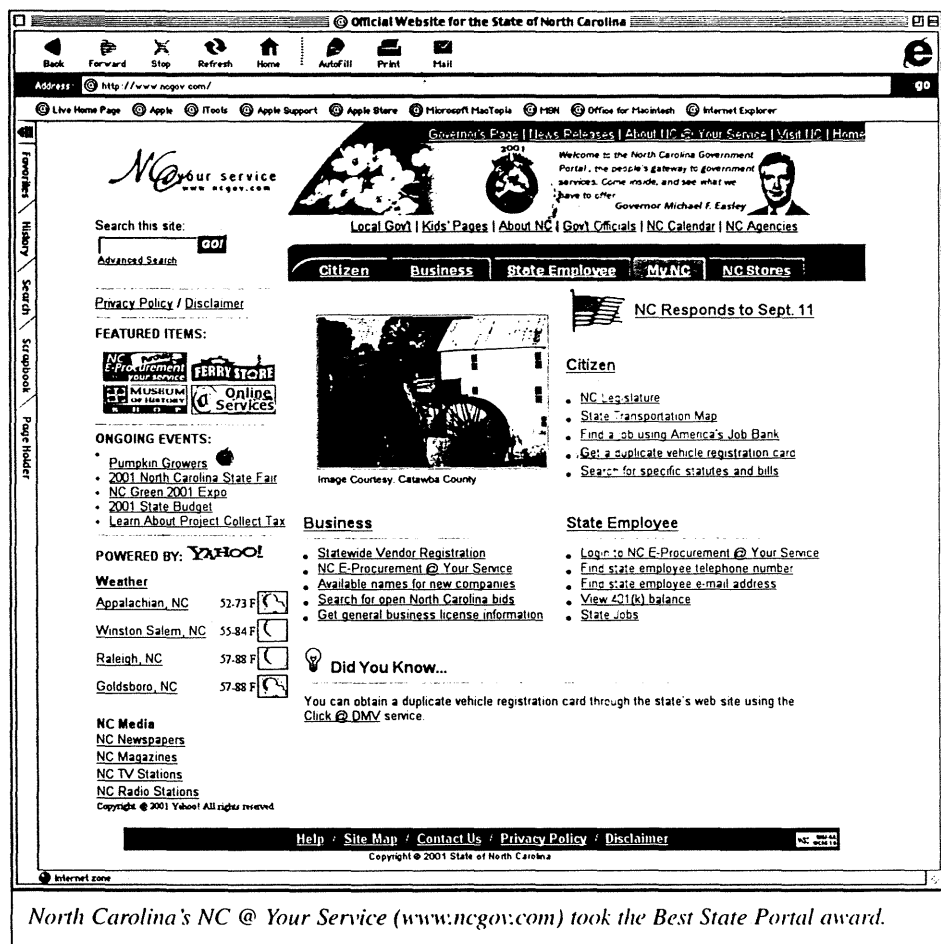 Official Website for the State of North Carolina
Back Forward Stop Refresh Home AutoFill Print Mail
Address: @ http://www.ncgov.com/ go
Live Home Page Apple iTools Apple Support Apple Store Microsoft MacTopia MSN Office for Macintosh Internet Explorer
Favorites
History
Search
Scrapbook
Page Holder
Governor's Page | News Releases | About NC @ Your Service | Visit NC | Home
NC@your service
www.ncgov.com
2001
Welcome to the North Carolina Government
Portal, the people's gateway to government
services. Come inside, and see what we
have to offer
Governor Michael F. Easley
Local Gov't | Kids' Pages | About NC | Gov't Officials | NC Calendar | NC Agencies
Search this site:
GO!
Advanced Search
Citizen Business State Employee My NC NC Stores
Privacy Policy / Disclaimer
FEATURED ITEMS:
NC E-Procurement your service
FERRY STORE
MUSEUM OF HISTORY SHOP
@ Online Services
ONGOING EVENTS:
• Pumpkin Growers
• 2001 North Carolina State Fair
• NC Green 2001 Expo
• 2001 State Budget
• Learn About Project Collect Tax
POWERED BY: YAHOO!
Weather
Appalachian, NC 52-73 F
Winston Salem, NC 55-84 F
Raleigh, NC 57-88 F
Goldsboro, NC 57-88 F
NC Media
NC Newspapers
NC Magazines
NC TV Stations
NC Radio Stations
Copyright © 2001 Yahoo! All rights reserved
Image Courtesy, Catawba County
NC Responds to Sept. 11
Citizen
• NC Legislature
• State Transportation Map
• Find a job using America's Job Bank
• Get a duplicate vehicle registration card
• Search for specific statutes and bills
Business
• Statewide Vendor Registration
• NC E-Procurement @ Your Service
• Available names for new companies
• Search for open North Carolina bids
• Get general business license information
State Employee
• Login to NC E-Procurement @ Your Service
• Find state employee telephone number
• Find state employee e-mail address
• View 401(k) balance
• State Jobs
Did You Know...
You can obtain a duplicate vehicle registration card through the state's web site using the
Click @ DMV service.
Help / Site Map / Contact Us / Privacy Policy / Disclaimer
Copyright © 2001 State of North Carolina
Internet zone
North Carolina's NC @ Your Service (www.ncgov.com) took the Best State Portal award.